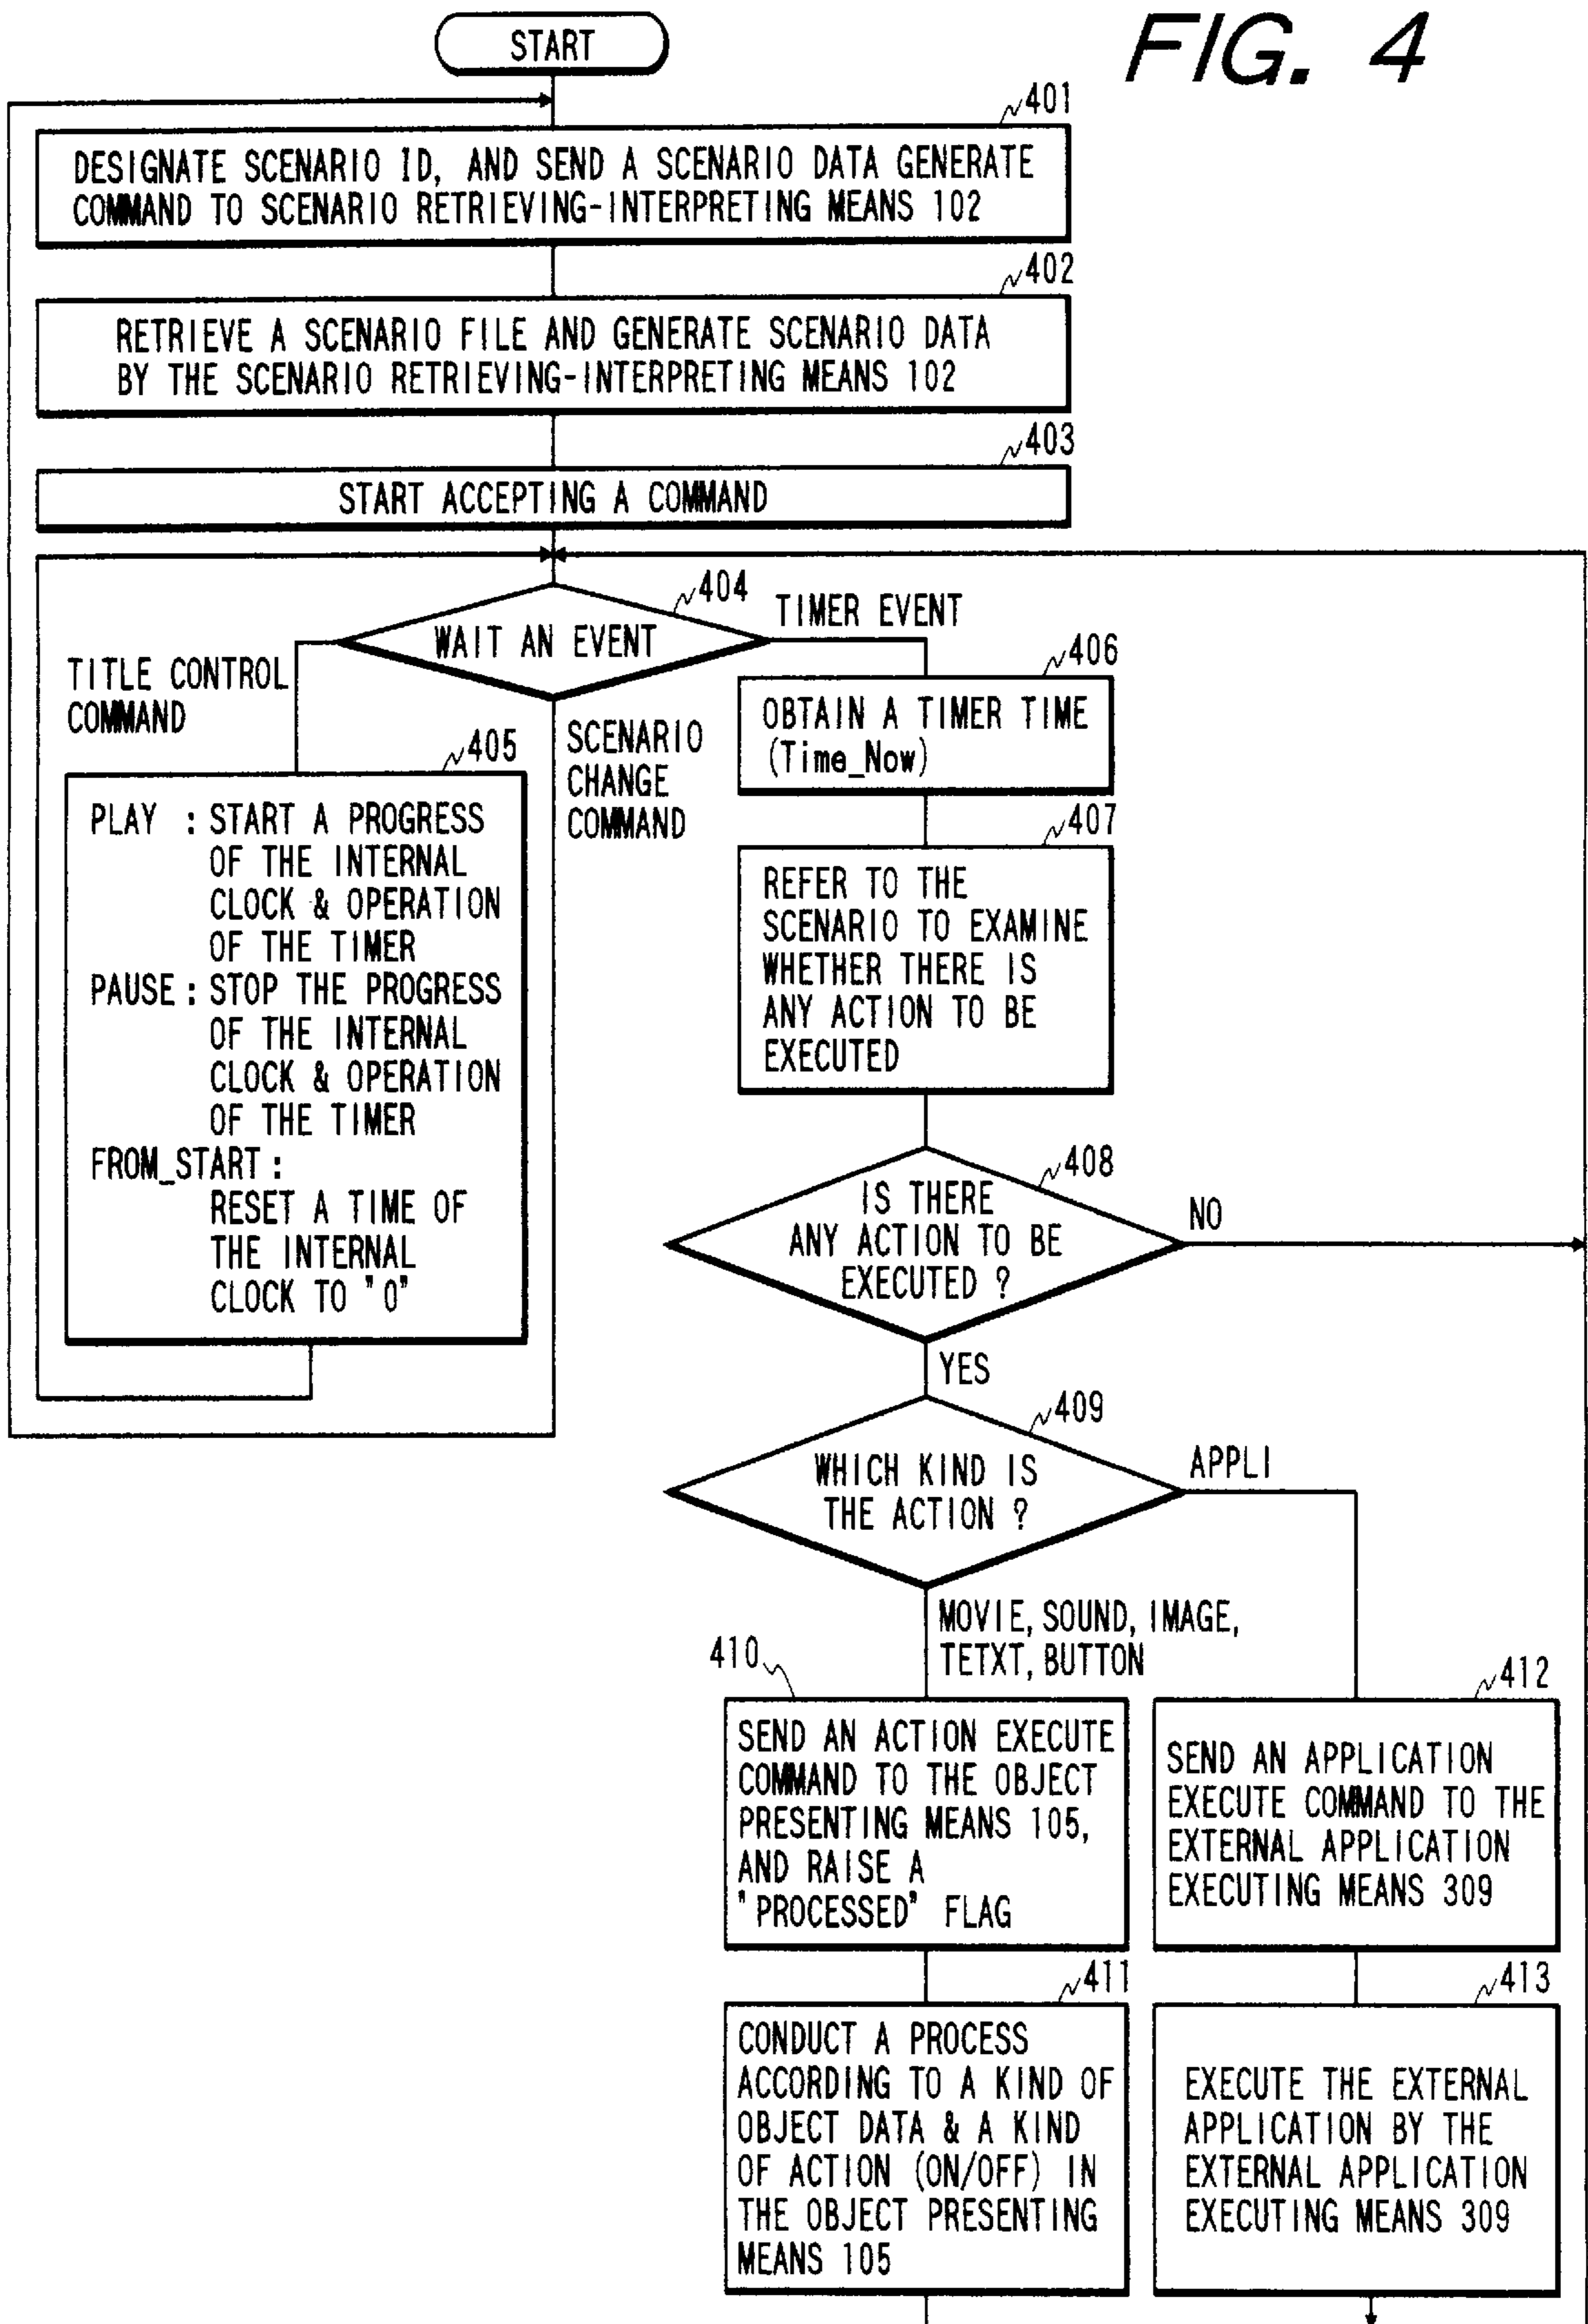 FIG. 4
START
401
DESIGNATE SCENARIO ID, AND SEND A SCENARIO DATA GENERATE
COMMAND TO SCENARIO RETRIEVING-INTERPRETING MEANS 102
402
RETRIEVE A SCENARIO FILE AND GENERATE SCENARIO DATA
BY THE SCENARIO RETRIEVING-INTERPRETING MEANS 102
403
START ACCEPTING A COMMAND
404
WAIT AN EVENT
TIMER EVENT
TITLE CONTROL
COMMAND
SCENARIO
CHANGE
COMMAND
405
PLAY : START A PROGRESS
OF THE INTERNAL
CLOCK & OPERATION
OF THE TIMER
PAUSE : STOP THE PROGRESS
OF THE INTERNAL
CLOCK & OPERATION
OF THE TIMER
FROM_START :
RESET A TIME OF
THE INTERNAL
CLOCK TO "0"
406
OBTAIN A TIMER TIME
(Time_Now)
407
REFER TO THE
SCENARIO TO EXAMINE
WHETHER THERE IS
ANY ACTION TO BE
EXECUTED
408
IS THERE
ANY ACTION TO BE
EXECUTED ?
NO
YES
409
WHICH KIND IS
THE ACTION ?
APPLI
MOVIE, SOUND, IMAGE,
TETXT, BUTTON
410
SEND AN ACTION EXECUTE
COMMAND TO THE OBJECT
PRESENTING MEANS 105,
AND RAISE A
"PROCESSED" FLAG
411
CONDUCT A PROCESS
ACCORDING TO A KIND OF
OBJECT DATA & A KIND
OF ACTION (ON/OFF) IN
THE OBJECT PRESENTING
MEANS 105
412
SEND AN APPLICATION
EXECUTE COMMAND TO THE
EXTERNAL APPLICATION
EXECUTING MEANS 309
413
EXECUTE THE EXTERNAL
APPLICATION BY THE
EXTERNAL APPLICATION
EXECUTING MEANS 309